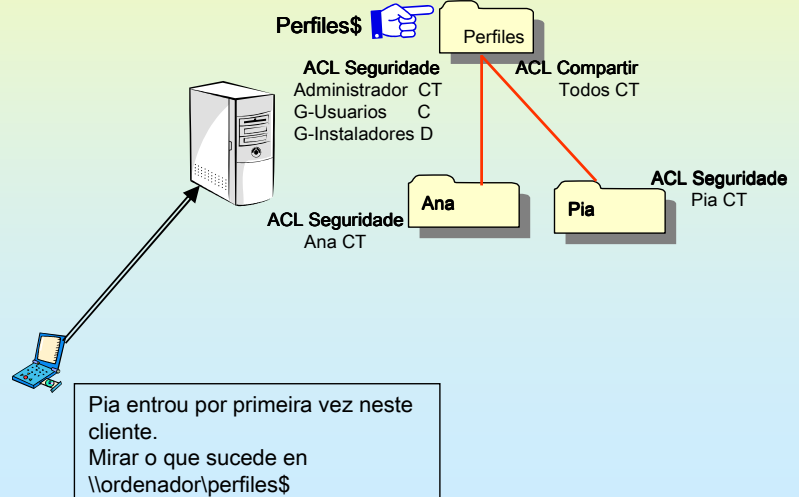 Perfiles$
Perfiles
ACL Seguridade
Administrador CT
G-Usuarios C
G-Instaladores D
ACL Compartir
Todos CT
Ana
ACL Seguridade
Ana CT
Pia
ACL Seguridade
Pia CT
Pia entrou por primeira vez neste
cliente.
Mirar o que sucede en
\\ordenador\perfiles$